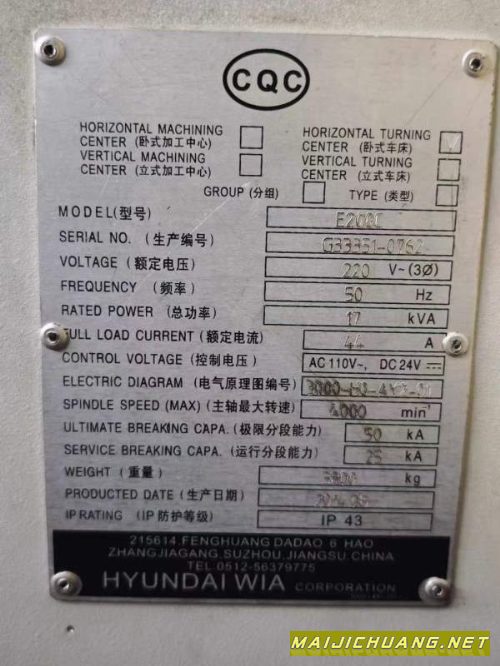 CQC
HORIZONTAL MACHINING CENTER (卧式加工中心)
HORIZONTAL TURNING CENTER (卧式车床)
VERTICAL MACHINING CENTER (立式加工中心)
VERTICAL TURNING CENTER (立式车床)
GROUP (分组) TYPE (类型)
MODEL(型号)
SERIAL NO. (生产编号) G33351-0762
VOLTAGE (额定电压) 220 V~(3Ø)
FREQUENCY (频率) 50 Hz
RATED POWER (总功率) 17 kVA
FULL LOAD CURRENT (额定电流) 44 A
CONTROL VOLTAGE (控制电压) AC 110V~, DC 24V
ELECTRIC DIAGRAM (电气原理图编号)
SPINDLE SPEED (MAX) (主轴最大转速) 4000 min⁻¹
ULTIMATE BREAKING CAPA. (极限分段能力) 50 kA
SERVICE BREAKING CAPA. (运行分段能力) 25 kA
WEIGHT (重量) kg
PRODUCTED DATE (生产日期)
IP RATING (IP防护等级) IP 43
215614.FENGHUANG DADAO 6 HAO
ZHANGJIAGANG.SUZHOU.JIANGSU.CHINA
TEL.0512-56379775
HYUNDAI WIA CORPORATION
MAIJICHUANG.NET